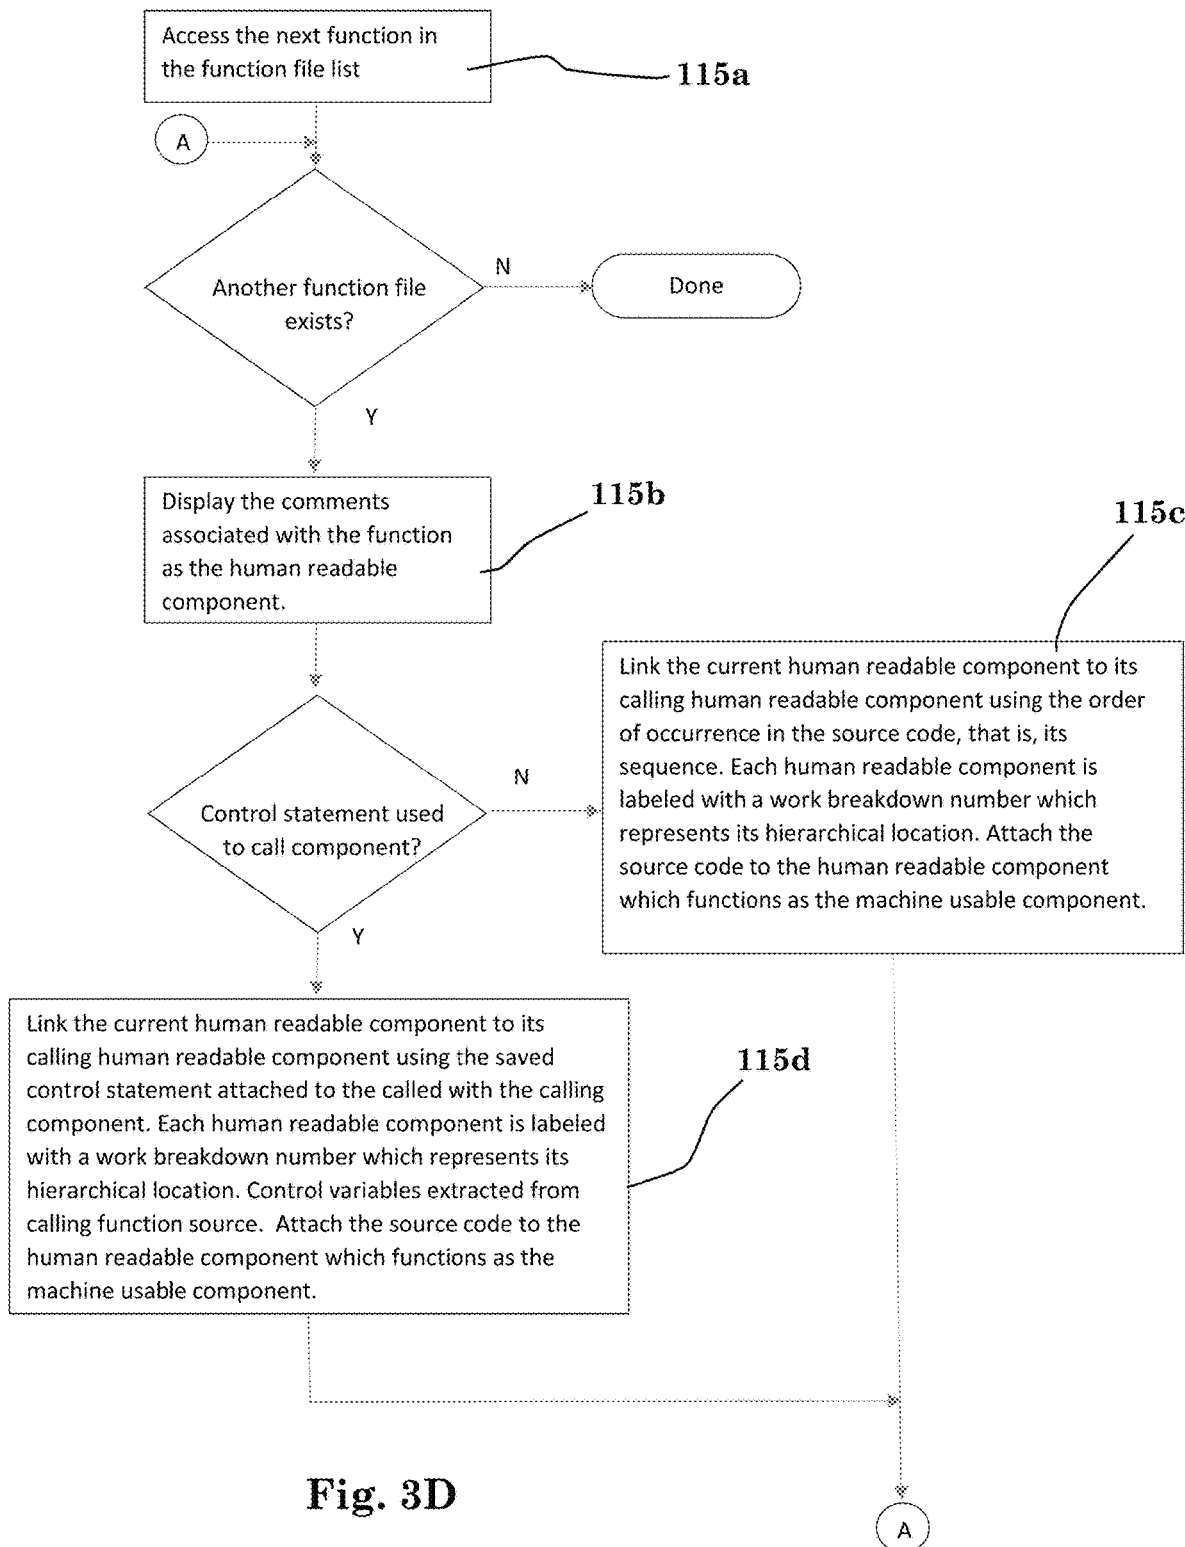 Access the next function in
the function file list
115a
A
Another function file
exists?
N
Done
Y
Display the comments
associated with the function
as the human readable
component.
115b
115c
Link the current human readable component to its
calling human readable component using the order
of occurrence in the source code, that is, its
sequence. Each human readable component is
labeled with a work breakdown number which
represents its hierarchical location. Attach the
source code to the human readable component
which functions as the machine usable component.
Control statement used
to call component?
N
Y
Link the current human readable component to its
calling human readable component using the saved
control statement attached to the called with the calling
component. Each human readable component is labeled
with a work breakdown number which represents its
hierarchical location. Control variables extracted from
calling function source.  Attach the source code to the
human readable component which functions as the
machine usable component.
115d
Fig. 3D
A